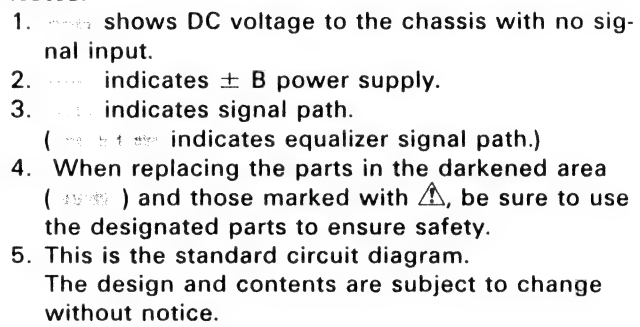 1. shows DC voltage to the chassis with no sig-
nal input.
2. indicates ± B power supply.
3. indicates signal path.
( indicates equalizer signal path.)
4. When replacing the parts in the darkened area
( ) and those marked with ⚠, be sure to use
the designated parts to ensure safety.
5. This is the standard circuit diagram.
The design and contents are subject to change
without notice.